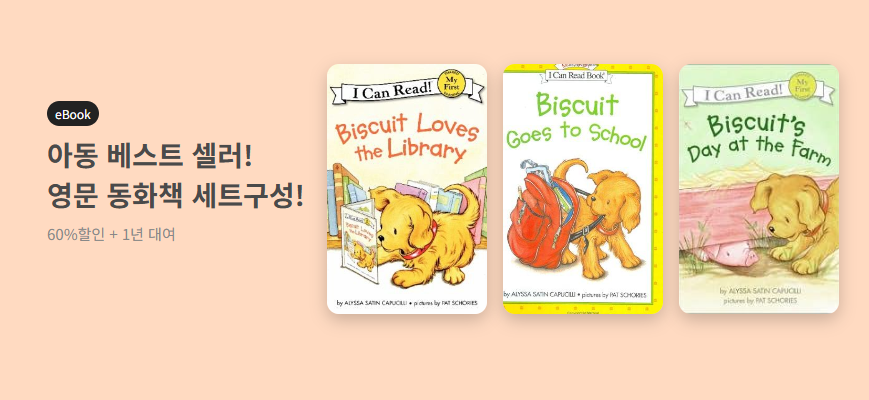 eBook
아동 베스트 셀러!
영문 동화책 세트구성!
60%할인 + 1년 대여
I Can Read!
My
First
Biscuit Loves
the Library
by ALYSSA SATIN CAPUCILLI • pictures by PAT SCHORIES
I Can Read Book
Biscuit
Goes to School
by ALYSSA SATIN CAPUCILLI • pictures by PAT SCHORIES
I Can Read!
My
First
Biscuit's
Day at the Farm
by ALYSSA SATIN CAPUCILLI
pictures by PAT SCHORIES